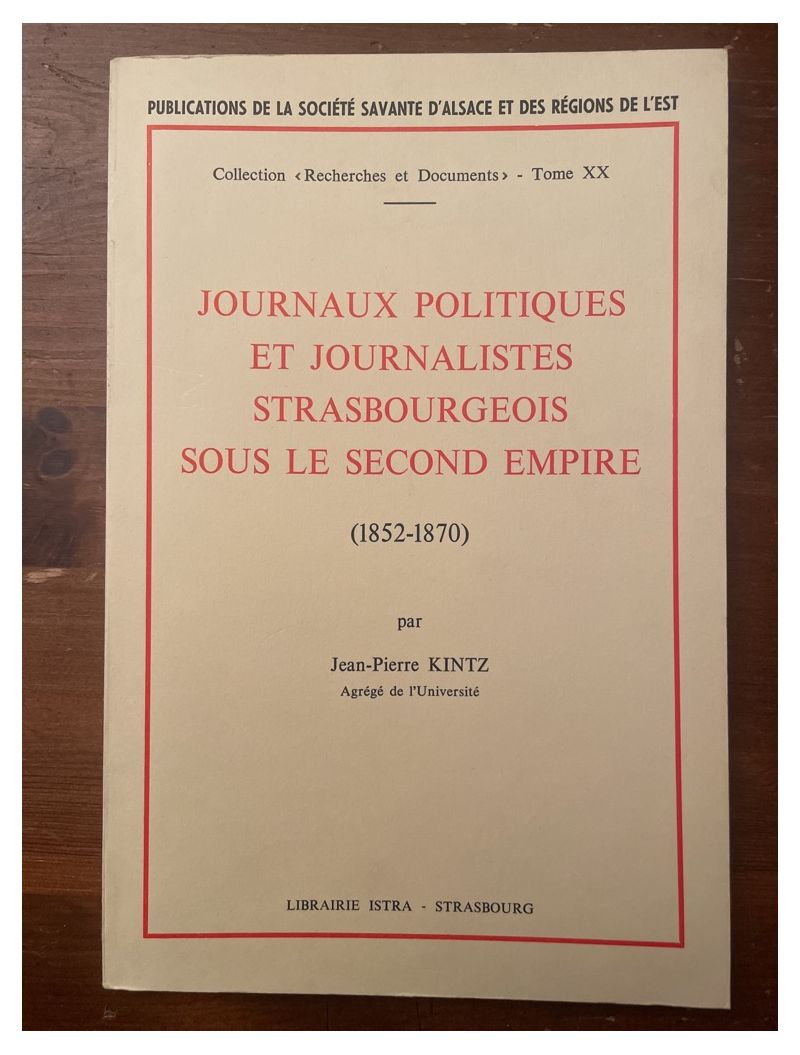 PUBLICATIONS DE LA SOCIÉTÉ SAVANTE D'ALSACE ET DES RÉGIONS DE L'EST
Collection ‹Recherches et Documents› - Tome XX
JOURNAUX POLITIQUES
ET JOURNALISTES
STRASBOURGEOIS
SOUS LE SECOND EMPIRE
(1852-1870)
par
Jean-Pierre KINTZ
Agrégé de l'Université
LIBRAIRIE ISTRA - STRASBOURG